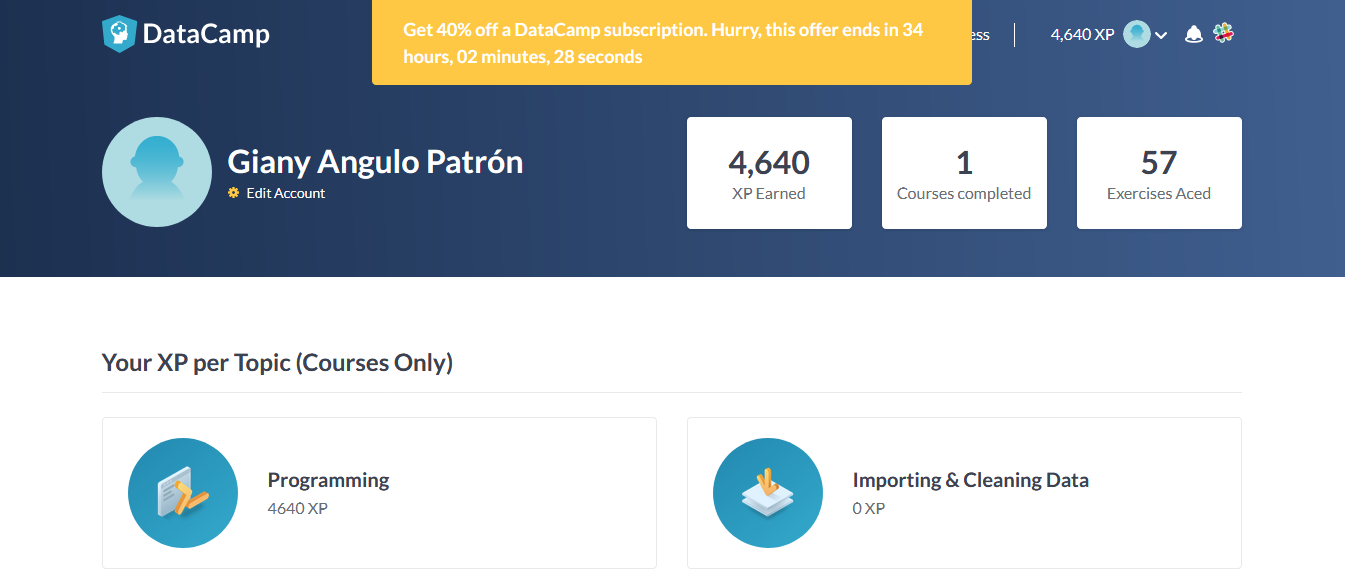 DataCamp
Get 40% off a DataCamp subscription. Hurry, this offer ends in 34
hours, 02 minutes, 28 seconds
4,640 XP
Giany Angulo Patrón
Edit Account
4,640
XP Earned
1
Courses completed
57
Exercises Aced
Your XP per Topic (Courses Only)
Programming
4640 XP
Importing & Cleaning Data
0 XP